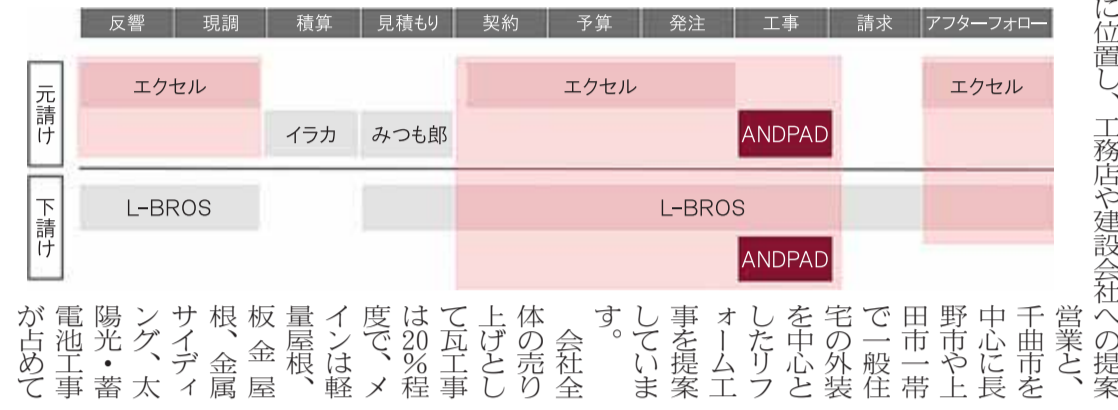 反響 現調 積算 見積もり 契約 予算 発注 工事 請求 アフターフォロー
元請け
エクセル エクセル エクセル
イラカ みつも郎 ANDPAD
下請け
L-BROS L-BROS
ANDPAD
に位置し、工務店や建設会社への提案
営業と、
千曲市を
中心に長
野市や上
田市一帯
で一般住
宅の外装
を中心と
したリフ
ォーム工
事を提案
していま
す。
会社全
体の売り
上げとし
て瓦工事
は20%程
度で、メ
インは軽
量屋根、
板金屋
根、金属
サイディ
ング、太
陽光・蓄
電池工事
が占めて